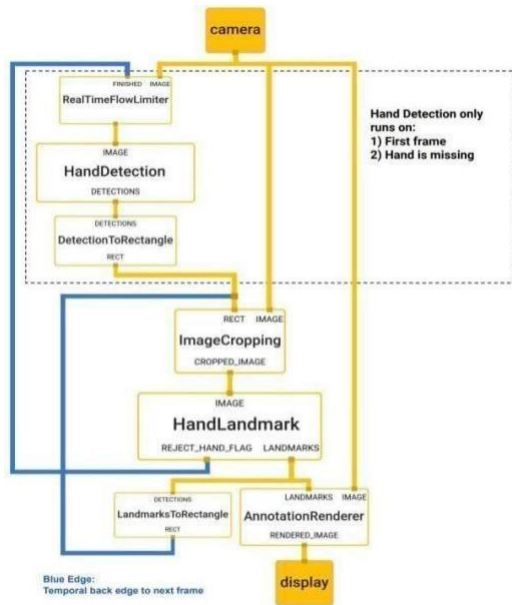 camera
FINISHED IMAGE
RealTimeFlowLimiter
Hand Detection only
runs on:
1) First frame
2) Hand is missing
IMAGE
HandDetection
DETECTIONS
DETECTIONS
DetectionToRectangle
RECT
RECT IMAGE
ImageCropping
CROPPED_IMAGE
IMAGE
HandLandmark
REJECT_HAND_FLAG LANDMARKS
DETECTIONS
LandmarksToRectangle
RECT
LANDMARKS IMAGE
AnnotationRenderer
RENDERED_IMAGE
display
Blue Edge:
Temporal back edge to next frame